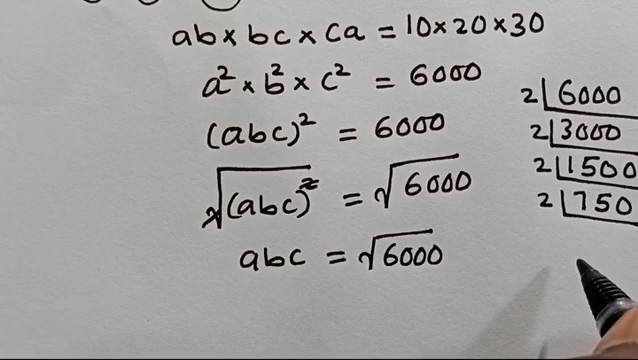 ab × bc × ca = 10 × 20 × 30
a² × b² × c² = 6000
(abc)² = 6000
√(abc)² = √6000
abc = √6000
2 | 6000
2 | 3000
2 | 1500
2 | 750